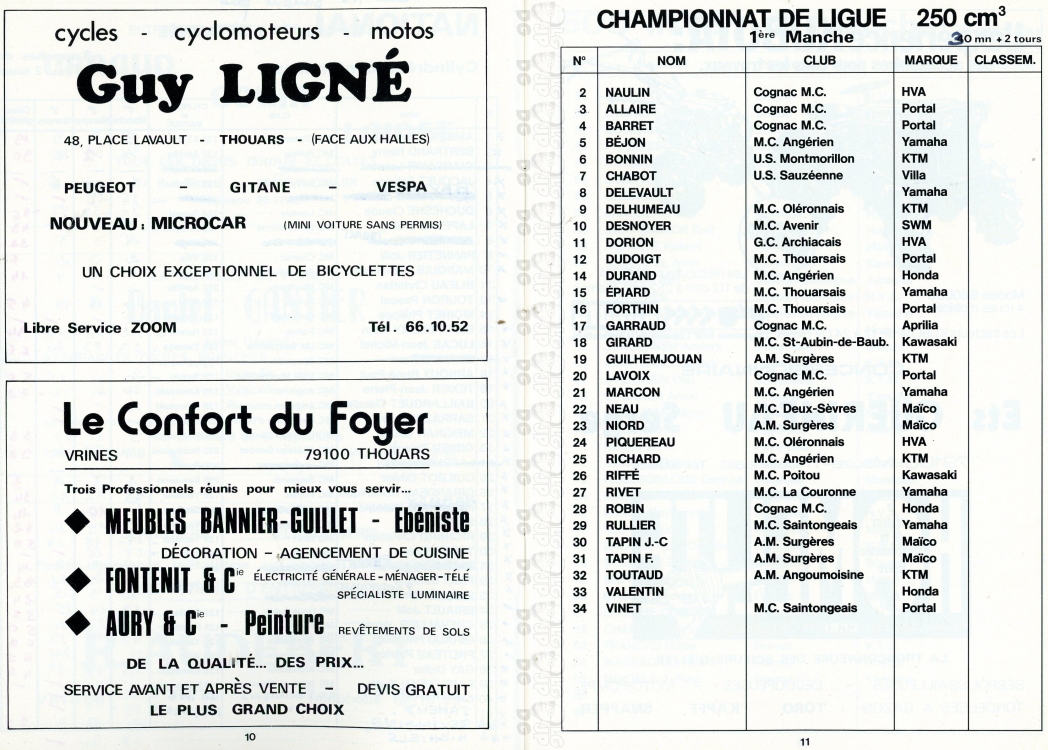 cycles - cyclomoteurs - motos
Guy LIGNÉ
48, PLACE LAVAULT - THOUARS - (FACE AUX HALLES)
PEUGEOT - GITANE - VESPA
NOUVEAU : MICROCAR (MINI VOITURE SANS PERMIS)
UN CHOIX EXCEPTIONNEL DE BICYCLETTES
Libre Service ZOOM Tél. 66.10.52
Le Confort du Foyer
VRINES 79100 THOUARS
Trois Professionnels réunis pour mieux vous servir...
◆ MEUBLES BANNIER-GUILLET - Ebéniste
DÉCORATION - AGENCEMENT DE CUISINE
◆ FONTENIT & Cie ÉLECTRICITÉ GÉNÉRALE-MÉNAGER-TÉLÉ
SPÉCIALISTE LUMINAIRE
◆ AURY & Cie - Peinture REVÊTEMENTS DE SOLS
DE LA QUALITÉ... DES PRIX...
SERVICE AVANT ET APRÈS VENTE - DEVIS GRATUIT
LE PLUS GRAND CHOIX
10
CHAMPIONNAT DE LIGUE 250 cm3
1ère Manche 30 mn + 2 tours
N° NOM CLUB MARQUE CLASSEM.
2 NAULIN Cognac M.C. HVA
3 ALLAIRE Cognac M.C. Portal
4 BARRET Cognac M.C. Portal
5 BÉJON M.C. Angérien Yamaha
6 BONNIN U.S. Montmorillon KTM
7 CHABOT U.S. Sauzéenne Villa
8 DELEVAULT Yamaha
9 DELHUMEAU M.C. Oléronnais KTM
10 DESNOYER M.C. Avenir SWM
11 DORION G.C. Archiacais HVA
12 DUDOIGT M.C. Thouarsais Portal
14 DURAND M.C. Angérien Honda
15 ÉPIARD M.C. Thouarsais Yamaha
16 FORTHIN M.C. Thouarsais Portal
17 GARRAUD Cognac M.C. Aprilia
18 GIRARD M.C. St-Aubin-de-Baub. Kawasaki
19 GUILHEMJOUAN A.M. Surgères KTM
20 LAVOIX Cognac M.C. Portal
21 MARCON M.C. Angérien Yamaha
22 NEAU M.C. Deux-Sèvres Maïco
23 NIORD A.M. Surgères Maïco
24 PIQUEREAU M.C. Oléronnais HVA
25 RICHARD M.C. Angérien KTM
26 RIFFÉ M.C. Poitou Kawasaki
27 RIVET M.C. La Couronne Yamaha
28 ROBIN Cognac M.C. Honda
29 RULLIER M.C. Saintongeais Yamaha
30 TAPIN J.-C A.M. Surgères Maïco
31 TAPIN F. A.M. Surgères Maïco
32 TOUTAUD A.M. Angoumoisine KTM
33 VALENTIN Honda
34 VINET M.C. Saintongeais Portal
11